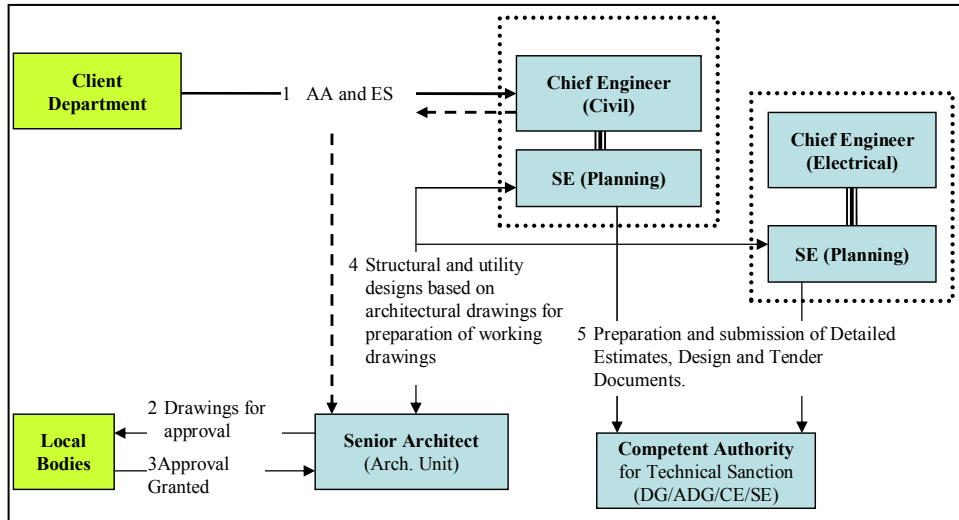 Client
Department
1 AA and ES
Chief Engineer
(Civil)
SE (Planning)
Chief Engineer
(Electrical)
SE (Planning)
4 Structural and utility
designs based on
architectural drawings for
preparation of working
drawings
5 Preparation and submission of Detailed
Estimates, Design and Tender
Documents.
Local
Bodies
2 Drawings for
approval
3Approval
Granted
Senior Architect
(Arch. Unit)
Competent Authority
for Technical Sanction
(DG/ADG/CE/SE)